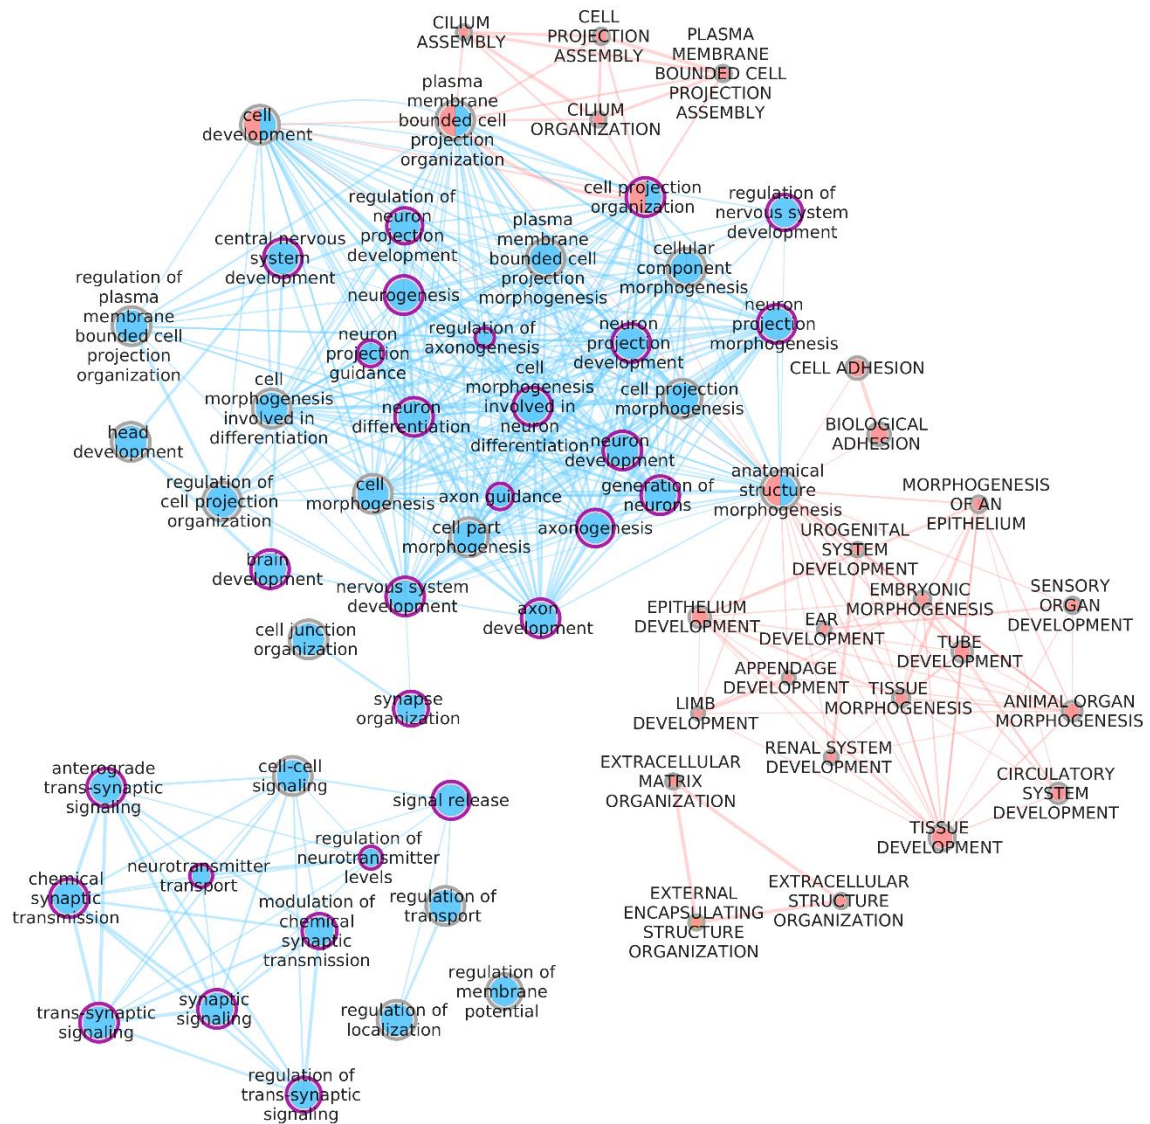 CILIUM
ASSEMBLY
CELL
PROJECTION
ASSEMBLY
PLASMA
MEMBRANE
BOUNDED CELL
PROJECTION
ASSEMBLY
cell
development
plasma
membrane
bounded cell
projection
organization
CILIUM
ORGANIZATION
regulation of
neuron
projection
development
cell projection
organization
regulation of
nervous system
development
central nervous
system
development
plasma
membrane
bounded cell
projection
morphogenesis
cellular
component
morphogenesis
regulation of
plasma
membrane
bounded cell
projection
organization
neurogenesis
neuron
projection
guidance
regulation of
axonogenesis
neuron
projection
development
neuron
projection
morphogenesis
CELL ADHESION
cell
morphogenesis
involved in
differentiation
neuron
differentiation
cell
morphogenesis
involved in
neuron
differentiation
cell projection
morphogenesis
BIOLOGICAL
ADHESION
head
development
neuron
development
regulation of
cell projection
organization
cell
morphogenesis
axon guidance
generation of
neurons
anatomical
structure
morphogenesis
MORPHOGENESIS
OF AN
EPITHELIUM
cell part
morphogenesis
axonogenesis
UROGENITAL
SYSTEM
DEVELOPMENT
brain
development
nervous system
development
axon
development
EPITHELIUM
DEVELOPMENT
EMBRYONIC
MORPHOGENESIS
SENSORY
ORGAN
DEVELOPMENT
EAR
DEVELOPMENT
cell junction
organization
TUBE
DEVELOPMENT
APPENDAGE
DEVELOPMENT
TISSUE
MORPHOGENESIS
synapse
organization
LIMB
DEVELOPMENT
ANIMAL ORGAN
MORPHOGENESIS
RENAL SYSTEM
DEVELOPMENT
EXTRACELLULAR
MATRIX
ORGANIZATION
CIRCULATORY
SYSTEM
DEVELOPMENT
anterograde
trans-synaptic
signaling
cell-cell
signaling
signal release
TISSUE
DEVELOPMENT
regulation of
neurotransmitter
levels
neurotransmitter
transport
chemical
synaptic
transmission
regulation of
transport
EXTERNAL
ENCAPSULATING
STRUCTURE
ORGANIZATION
EXTRACELLULAR
STRUCTURE
ORGANIZATION
modulation of
chemical
synaptic
transmission
regulation of
membrane
potential
trans-synaptic
signaling
synaptic
signaling
regulation of
localization
regulation of
trans-synaptic
signaling